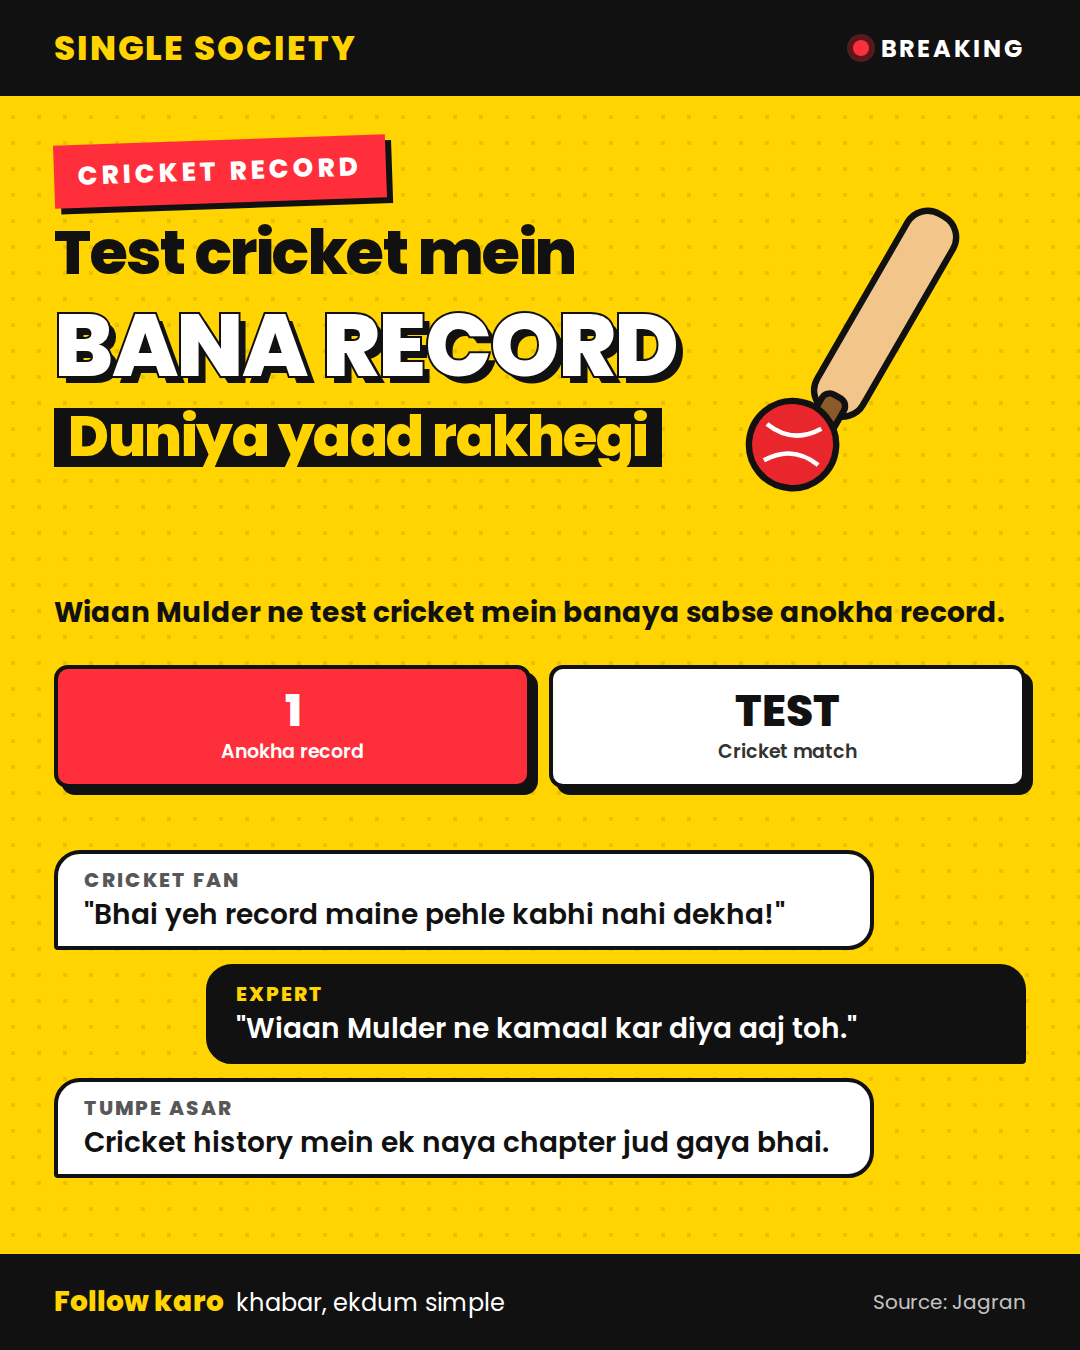 SINGLE SOCIETY
BREAKING
CRICKET RECORD
Test cricket mein
BANA RECORD
Duniya yaad rakhegi
Wiaan Mulder ne test cricket mein banaya sabse anokha record.
1
Anokha record
TEST
Cricket match
CRICKET FAN
"Bhai yeh record maine pehle kabhi nahi dekha!"
EXPERT
"Wiaan Mulder ne kamaal kar diya aaj toh."
TUMPE ASAR
Cricket history mein ek naya chapter jud gaya bhai.
Follow karo khabar, ekdum simple
Source: Jagran